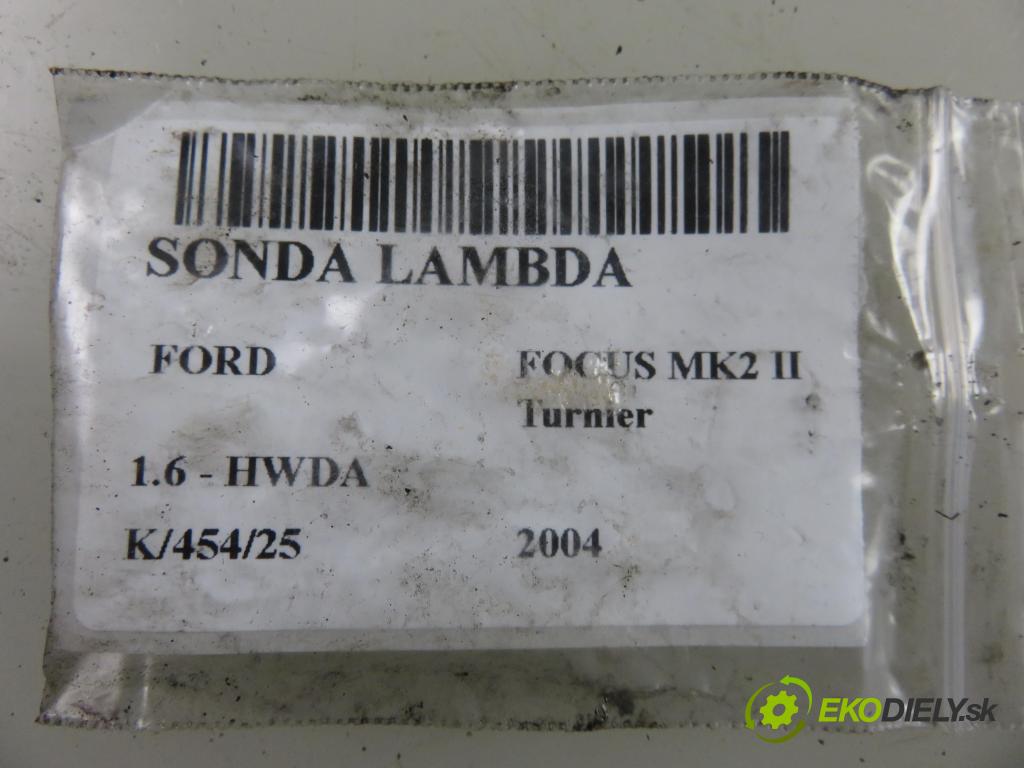 SONDA LAMBDA
FORD FOCUS MK2 II
Turnier
1.6 - HWDA
K/454/25 2004
EKODIELY.sk